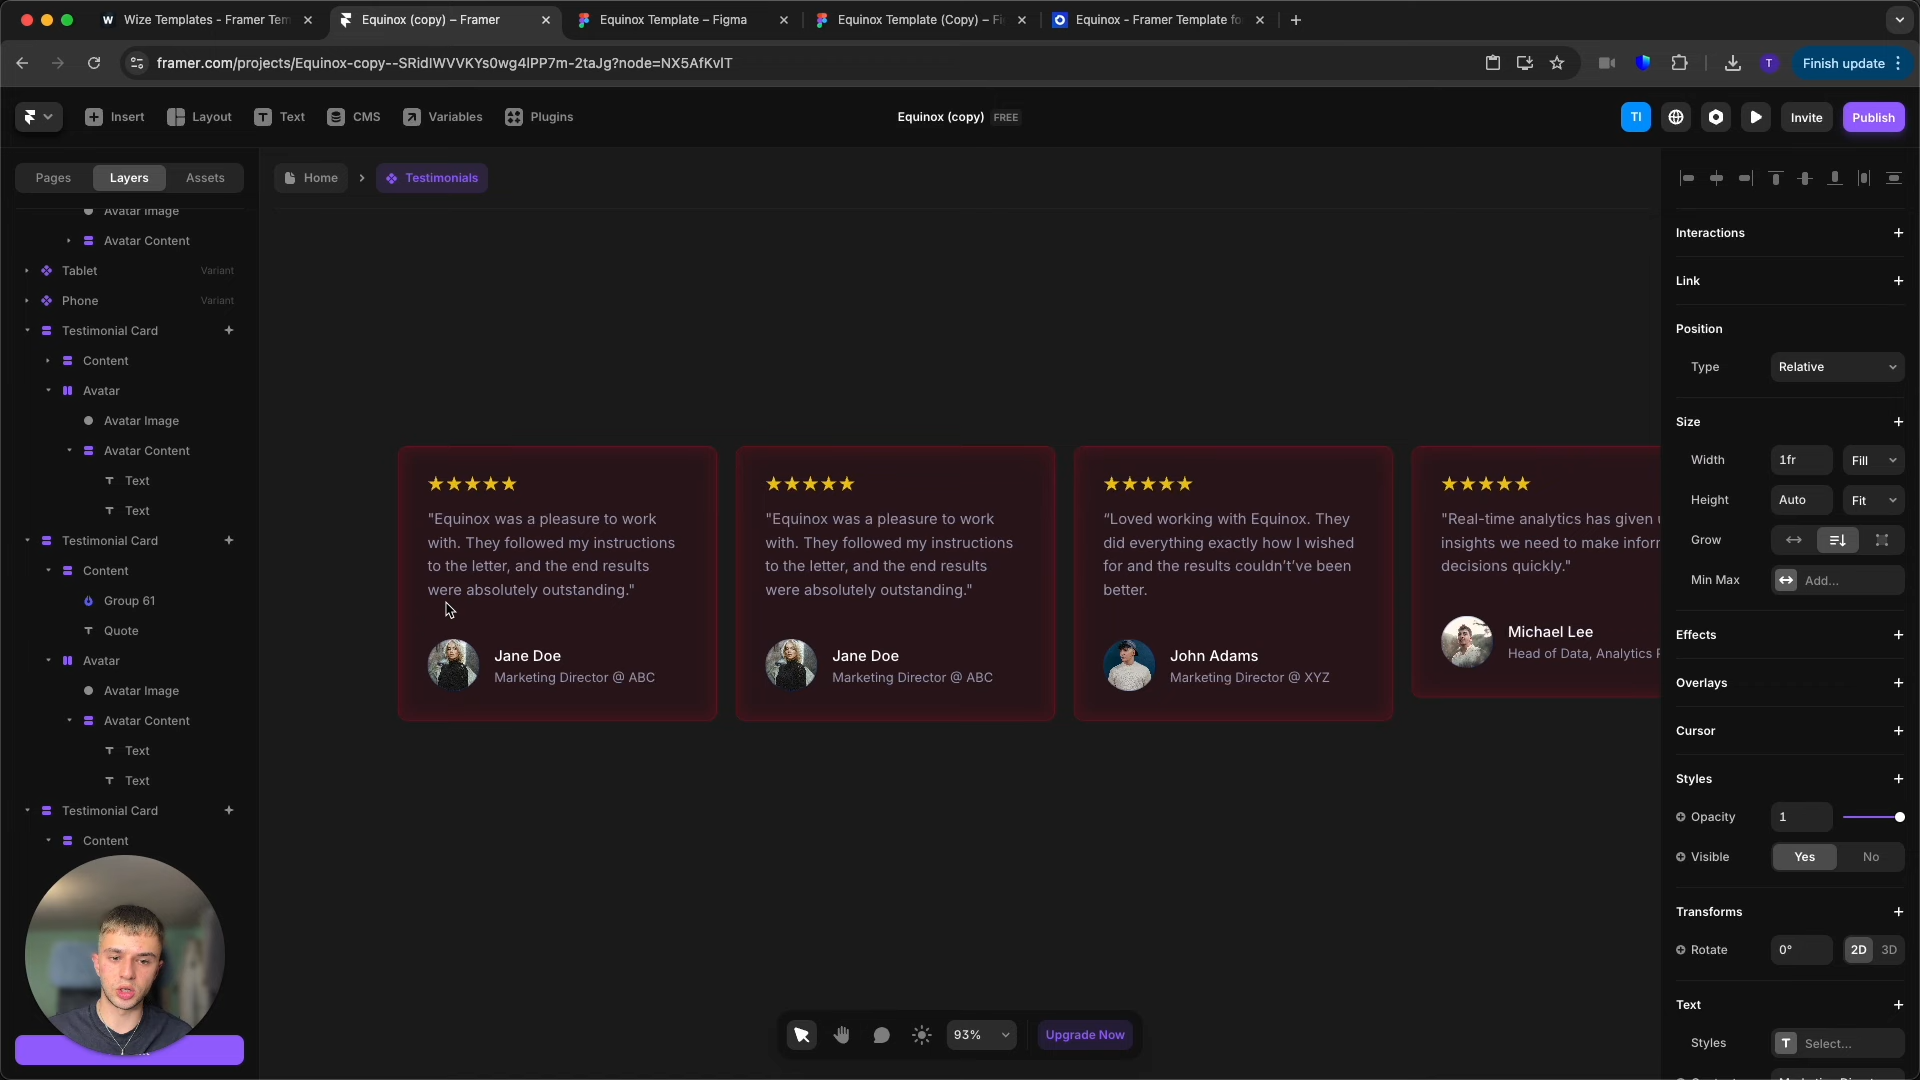 Wize Templates - Framer Tem
Equinox (copy) – Framer
Equinox Template – Figma
Equinox Template (Copy) – Fi
Equinox - Framer Template fo
framer.com/projects/Equinox-copy--SRidIWVVKYs0wg4lPP7m-2taJg?node=NX5AfKvIT
T
Finish update
Insert
Layout
Text
CMS
Variables
Plugins
Equinox (copy) FREE
TI
Invite
Publish
Pages
Layers
Assets
Home
Testimonials
Avatar Image
Avatar Content
Tablet Variant
Phone Variant
Testimonial Card
Content
Avatar
Avatar Image
Avatar Content
Text
Text
Testimonial Card
Content
Group 61
Quote
Avatar
Avatar Image
Avatar Content
Text
Text
Testimonial Card
Content
"Equinox was a pleasure to work
with. They followed my instructions
to the letter, and the end results
were absolutely outstanding."
Jane Doe
Marketing Director @ ABC
"Equinox was a pleasure to work
with. They followed my instructions
to the letter, and the end results
were absolutely outstanding."
Jane Doe
Marketing Director @ ABC
“Loved working with Equinox. They
did everything exactly how I wished
for and the results couldn’t’ve been
better.
John Adams
Marketing Director @ XYZ
"Real-time analytics has given u
insights we need to make inform
decisions quickly."
Michael Lee
Head of Data, Analytics P
93%
Upgrade Now
Interactions
Link
Position
Type Relative
Size
Width 1fr Fill
Height Auto Fit
Grow
Min Max Add...
Effects
Overlays
Cursor
Styles
Opacity 1
Visible Yes No
Transforms
Rotate 0° 2D 3D
Text
Styles T Select...